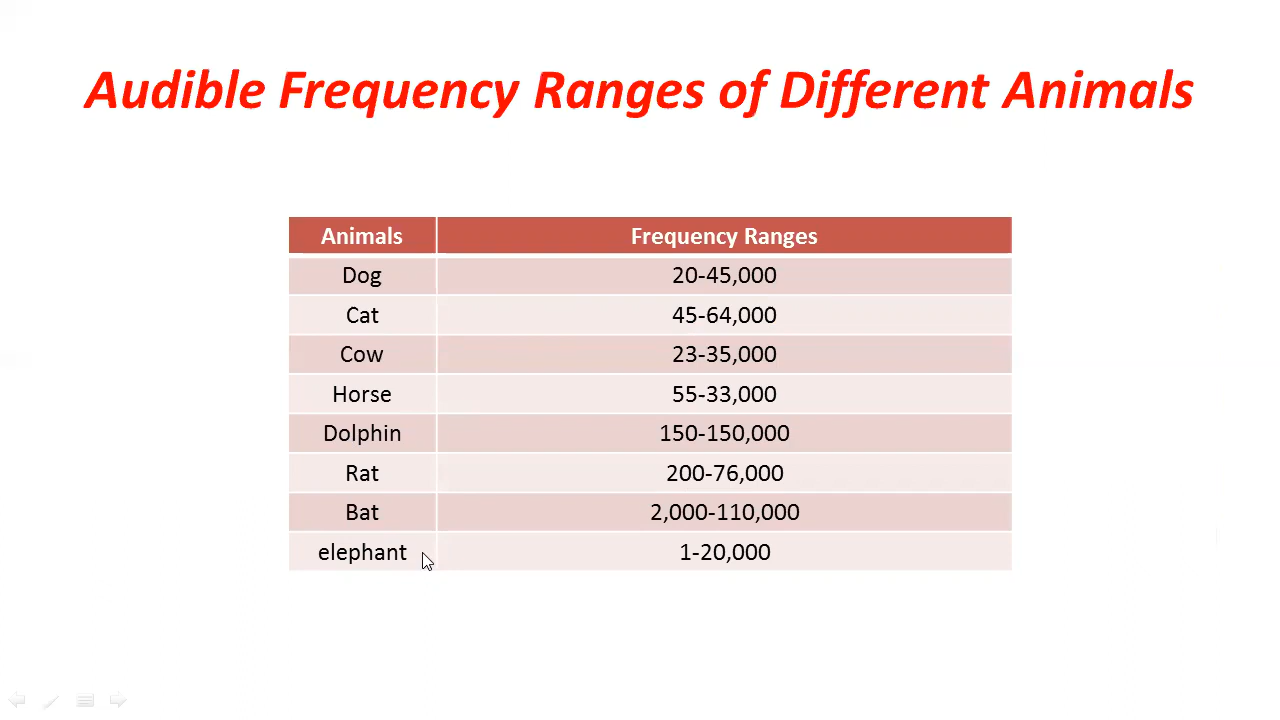 Audible Frequency Ranges of Different Animals
Animals Frequency Ranges
Dog 20-45,000
Cat 45-64,000
Cow 23-35,000
Horse 55-33,000
Dolphin 150-150,000
Rat 200-76,000
Bat 2,000-110,000
elephant 1-20,000